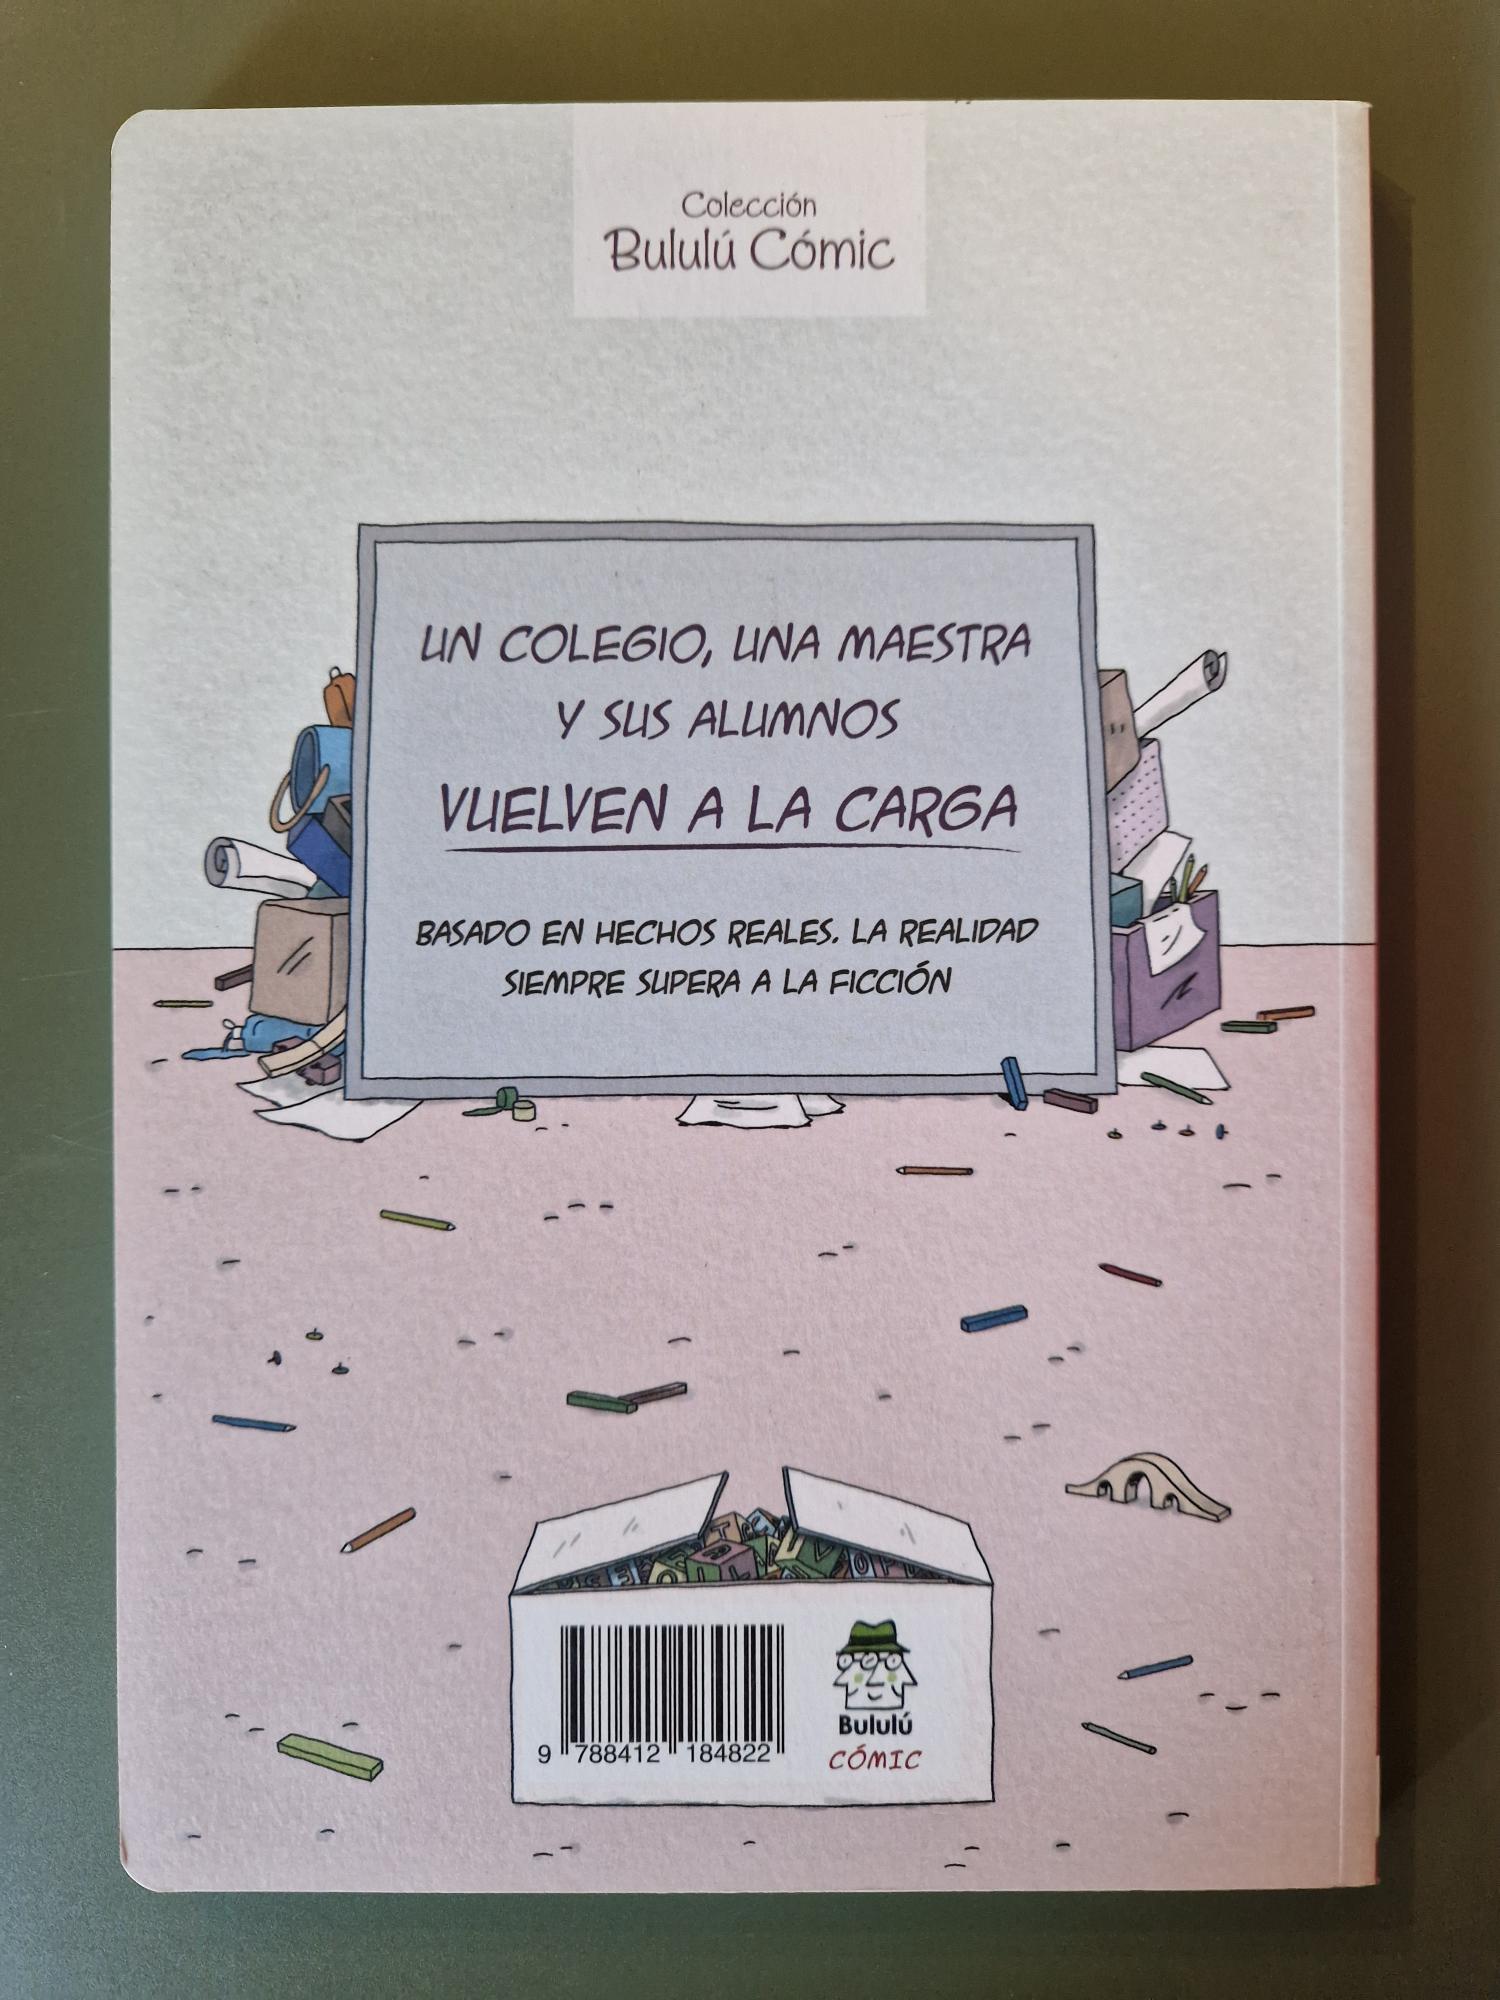 Colección
Bululú Cómic
UN COLEGIO, UNA MAESTRA
Y SUS ALUMNOS
VUELVEN A LA CARGA
BASADO EN HECHOS REALES. LA REALIDAD
SIEMPRE SUPERA A LA FICCIÓN
9 788412 184822
Bululú
CÓMIC